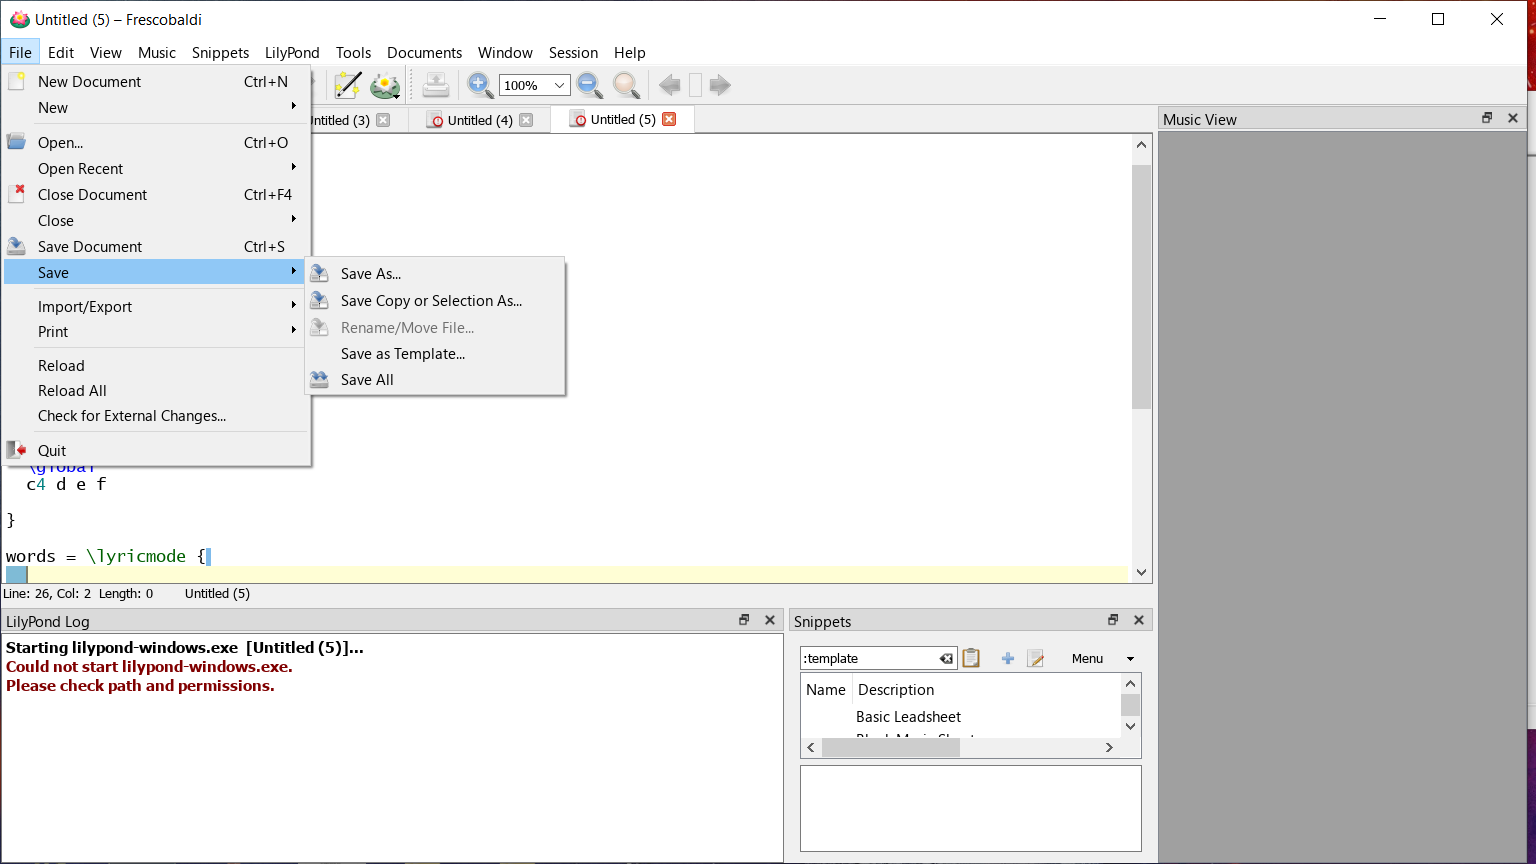 Untitled (5) – Frescobaldi
File Edit View Music Snippets LilyPond Tools Documents Window Session Help
100%
New Document Ctrl+N
New
Open... Ctrl+O
Open Recent
Close Document Ctrl+F4
Close
Save Document Ctrl+S
Save
Import/Export
Print
Reload
Reload All
Check for External Changes...
Quit
Save As...
Save Copy or Selection As...
Rename/Move File...
Save as Template...
Save All
Untitled (3) Untitled (4) Untitled (5)
Music View
\global
c4 d e f
}
words = \lyricmode {
Line: 26, Col: 2 Length: 0 Untitled (5)
LilyPond Log
Starting lilypond-windows.exe [Untitled (5)]...
Could not start lilypond-windows.exe.
Please check path and permissions.
Snippets
:template
Menu
Name Description
Basic Leadsheet